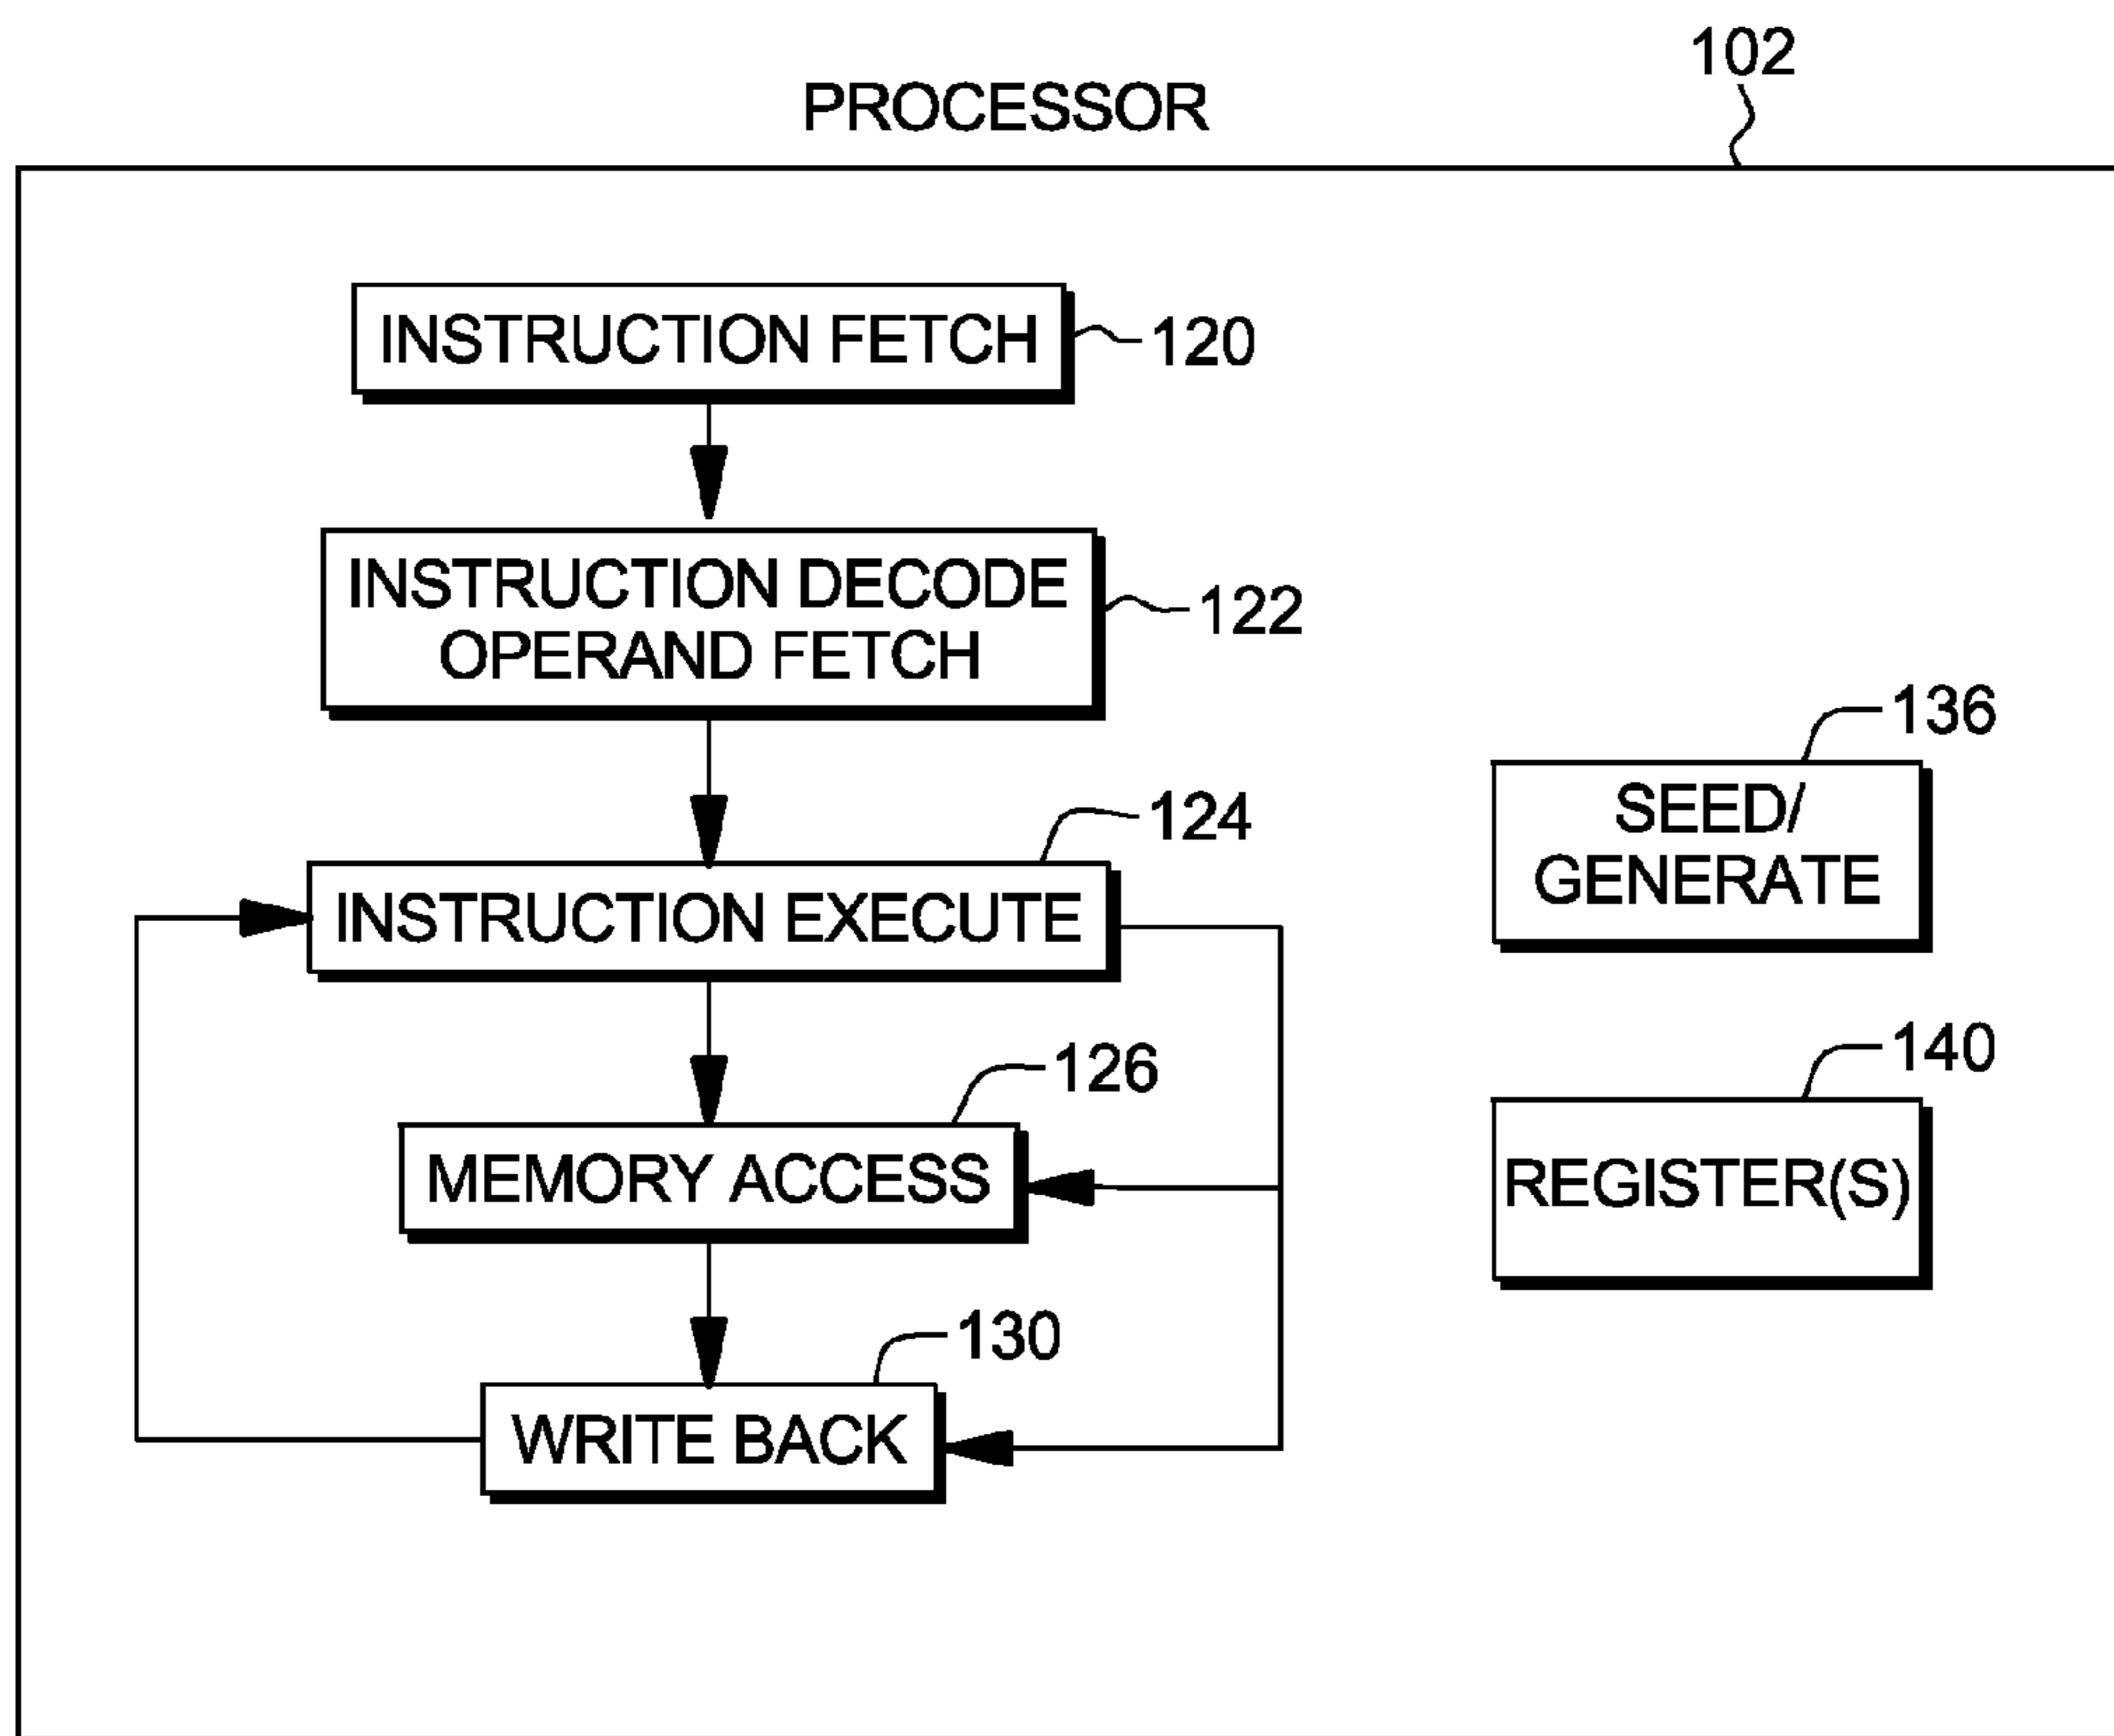 102
PROCESSOR
INSTRUCTION FETCH
120
INSTRUCTION DECODE
OPERAND FETCH
122
136
SEED/
GENERATE
124
INSTRUCTION EXECUTE
140
REGISTER(S)
126
MEMORY ACCESS
130
WRITE BACK